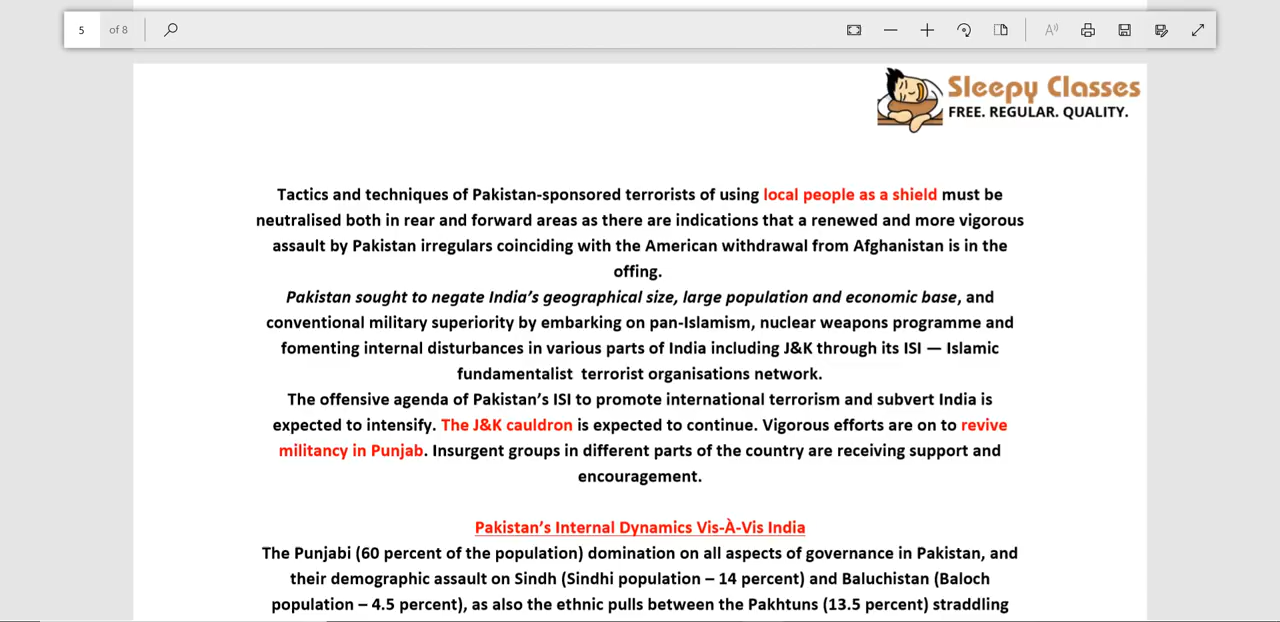 5 of 8
Sleepy Classes
FREE. REGULAR. QUALITY.
Tactics and techniques of Pakistan-sponsored terrorists of using local people as a shield must be
neutralised both in rear and forward areas as there are indications that a renewed and more vigorous
assault by Pakistan irregulars coinciding with the American withdrawal from Afghanistan is in the
offing.
Pakistan sought to negate India’s geographical size, large population and economic base, and
conventional military superiority by embarking on pan-Islamism, nuclear weapons programme and
fomenting internal disturbances in various parts of India including J&K through its ISI — Islamic
fundamentalist  terrorist organisations network.
The offensive agenda of Pakistan’s ISI to promote international terrorism and subvert India is
expected to intensify. The J&K cauldron is expected to continue. Vigorous efforts are on to revive
militancy in Punjab. Insurgent groups in different parts of the country are receiving support and
encouragement.
Pakistan’s Internal Dynamics Vis-À-Vis India
The Punjabi (60 percent of the population) domination on all aspects of governance in Pakistan, and
their demographic assault on Sindh (Sindhi population – 14 percent) and Baluchistan (Baloch
population – 4.5 percent), as also the ethnic pulls between the Pakhtuns (13.5 percent) straddling